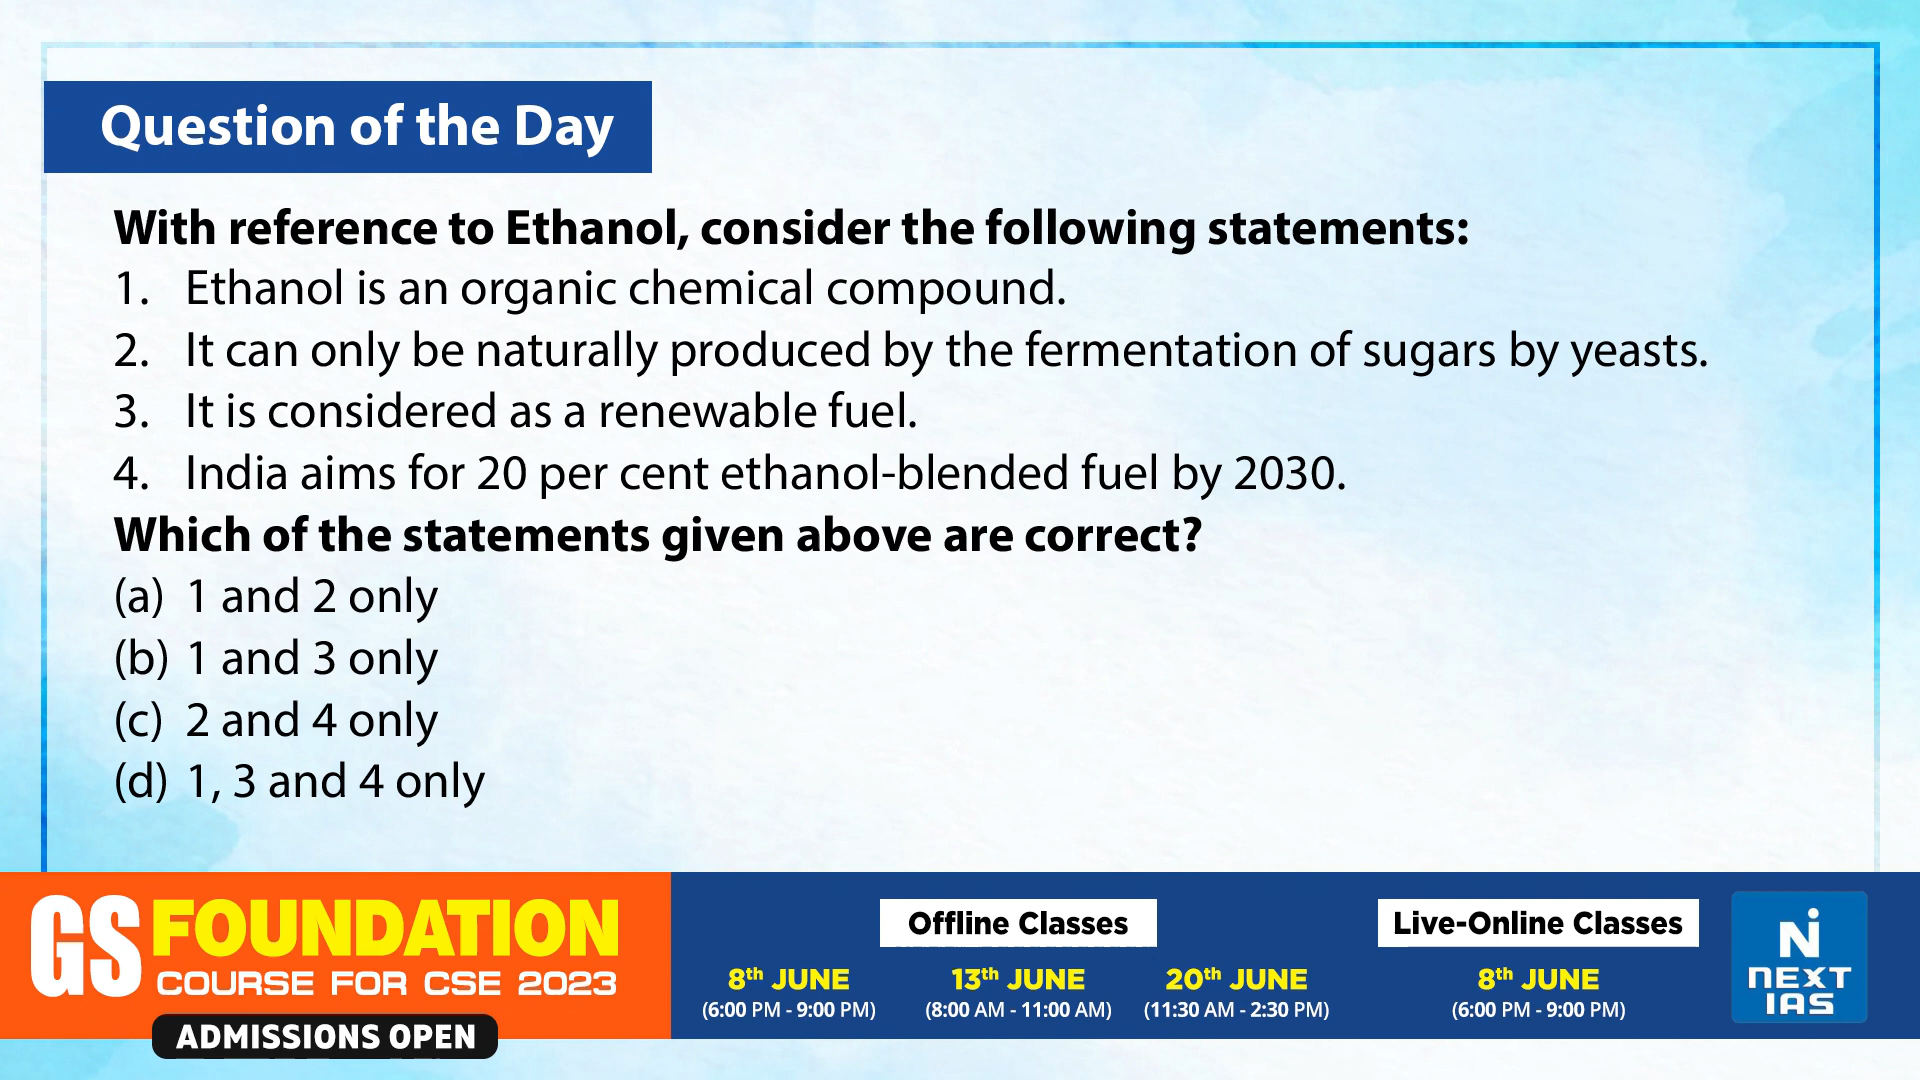 Question of the Day
With reference to Ethanol, consider the following statements:
1. Ethanol is an organic chemical compound.
2. It can only be naturally produced by the fermentation of sugars by yeasts.
3. It is considered as a renewable fuel.
4. India aims for 20 per cent ethanol-blended fuel by 2030.
Which of the statements given above are correct?
(a) 1 and 2 only
(b) 1 and 3 only
(c) 2 and 4 only
(d) 1, 3 and 4 only
GS FOUNDATION
COURSE FOR CSE 2023
ADMISSIONS OPEN
Offline Classes
8th JUNE
(6:00 PM - 9:00 PM)
13th JUNE
(8:00 AM - 11:00 AM)
20th JUNE
(11:30 AM - 2:30 PM)
Live-Online Classes
8th JUNE
(6:00 PM - 9:00 PM)
NEXT
IAS